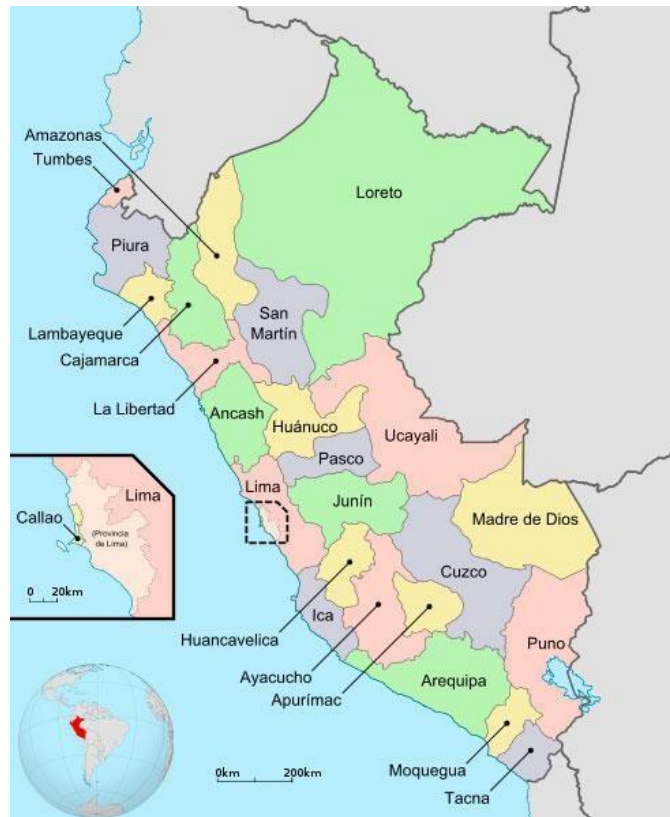 Amazonas
Tumbes
Loreto
Piura
San
Martín
Lambayeque
Cajamarca
La Libertad
Ancash
Huánuco
Ucayali
Pasco
Lima
Junín
Lima
Callao
(Provincia
de Lima)
Madre de Dios
Cuzco
0 20km
Ica
Huancavelica
Puno
Ayacucho
Apurímac
Arequipa
Moquegua
0km 200km
Tacna